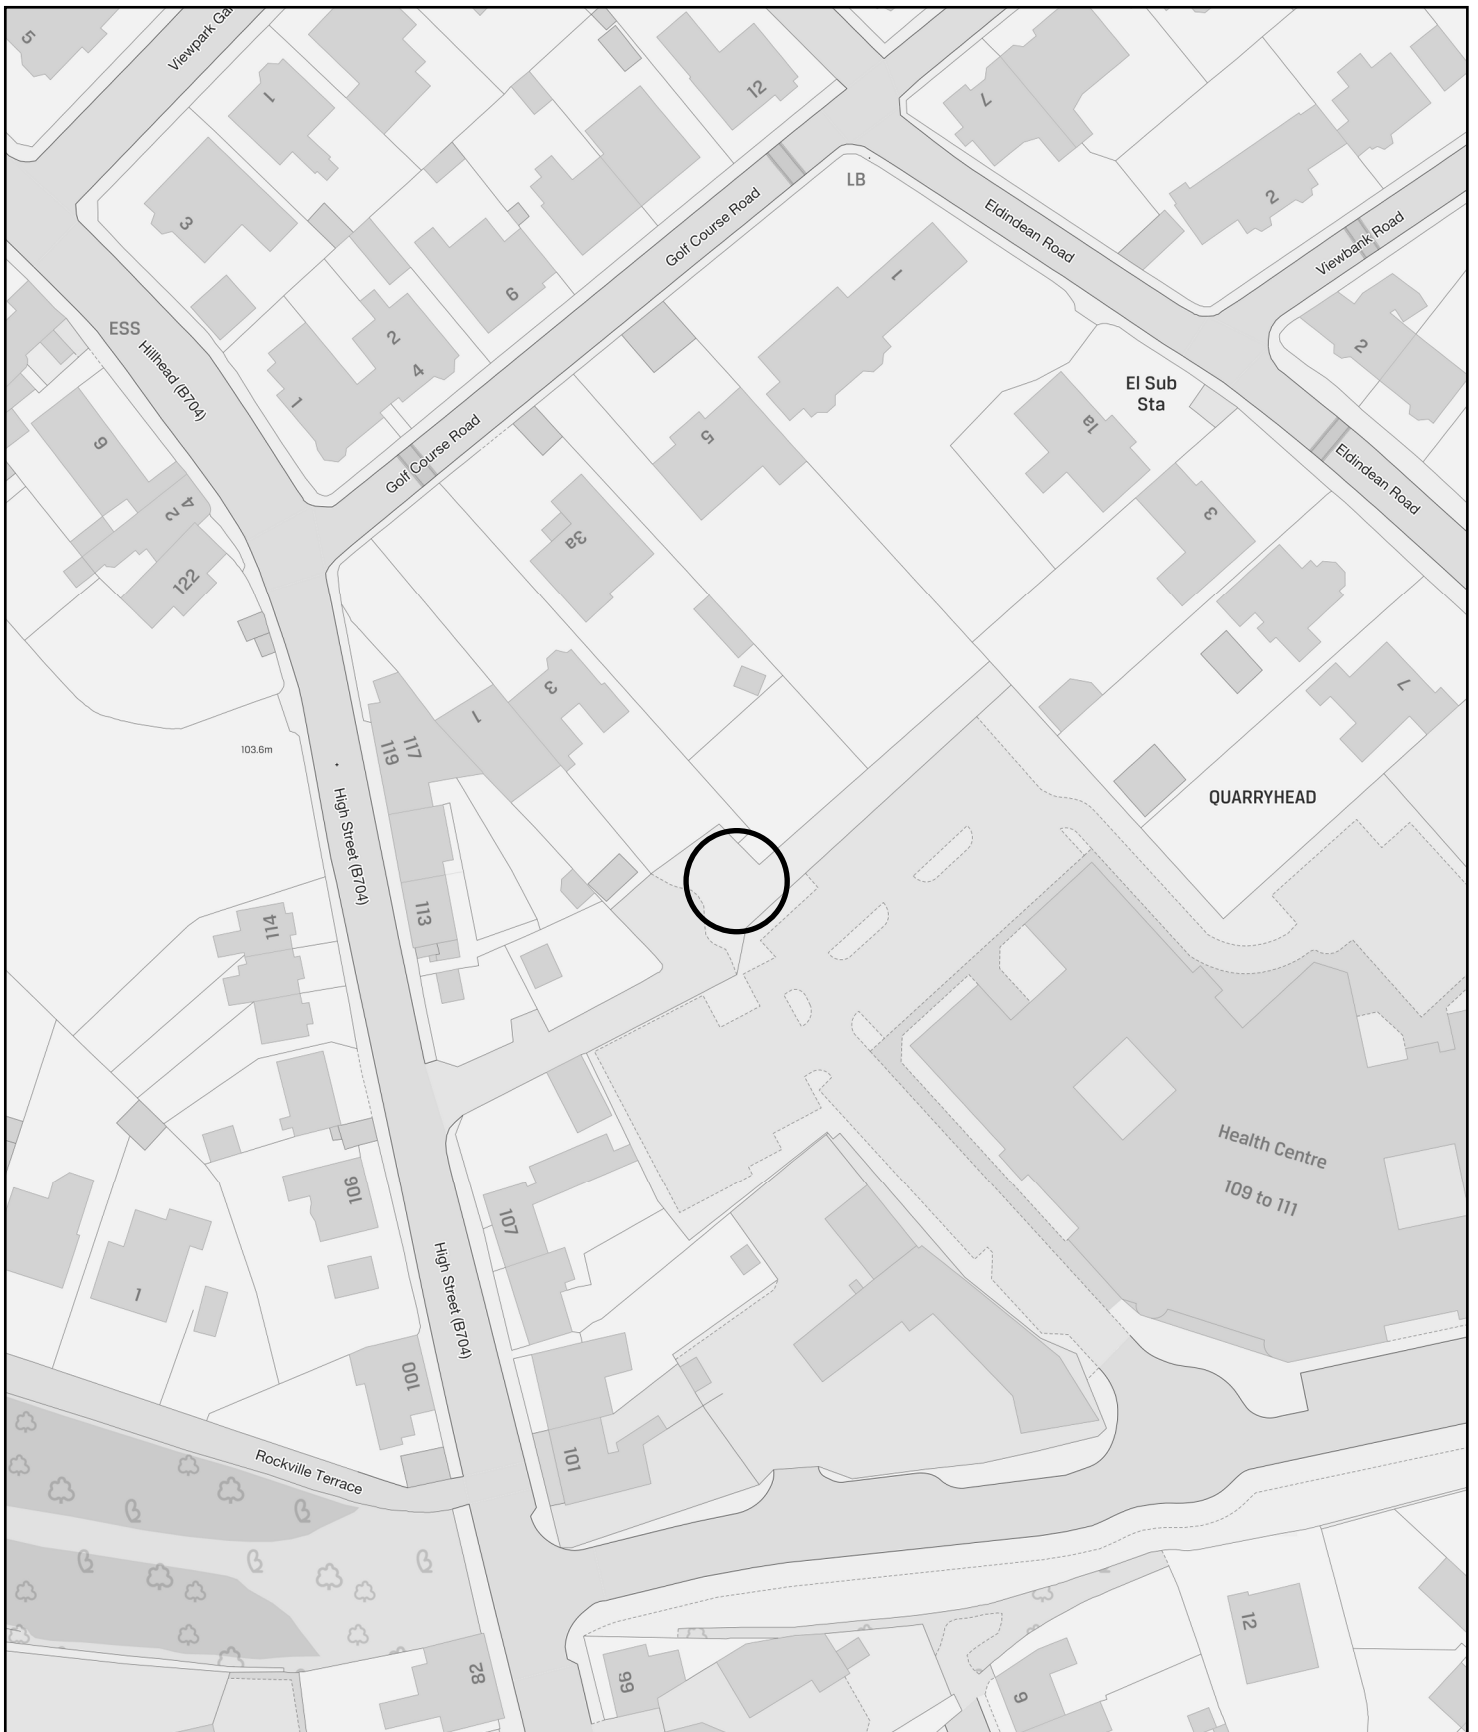 5
Viewpark Gar
1
12
7
3
LB
2
Golf Course Road
Eldindean Road
Viewbank Road
1
6
ESS
2
4
1
2
Hillhead (B704)
El Sub
Sta
1a
5
9
Golf Course Road
Eldindean Road
4
2
3
3a
122
3
1
7
117
119
103.6m
QUARRYHEAD
High Street (B704)
113
114
Health Centre
109 to 111
106
107
1
High Street (B704)
100
101
Rockville Terrace
12
82
99
9